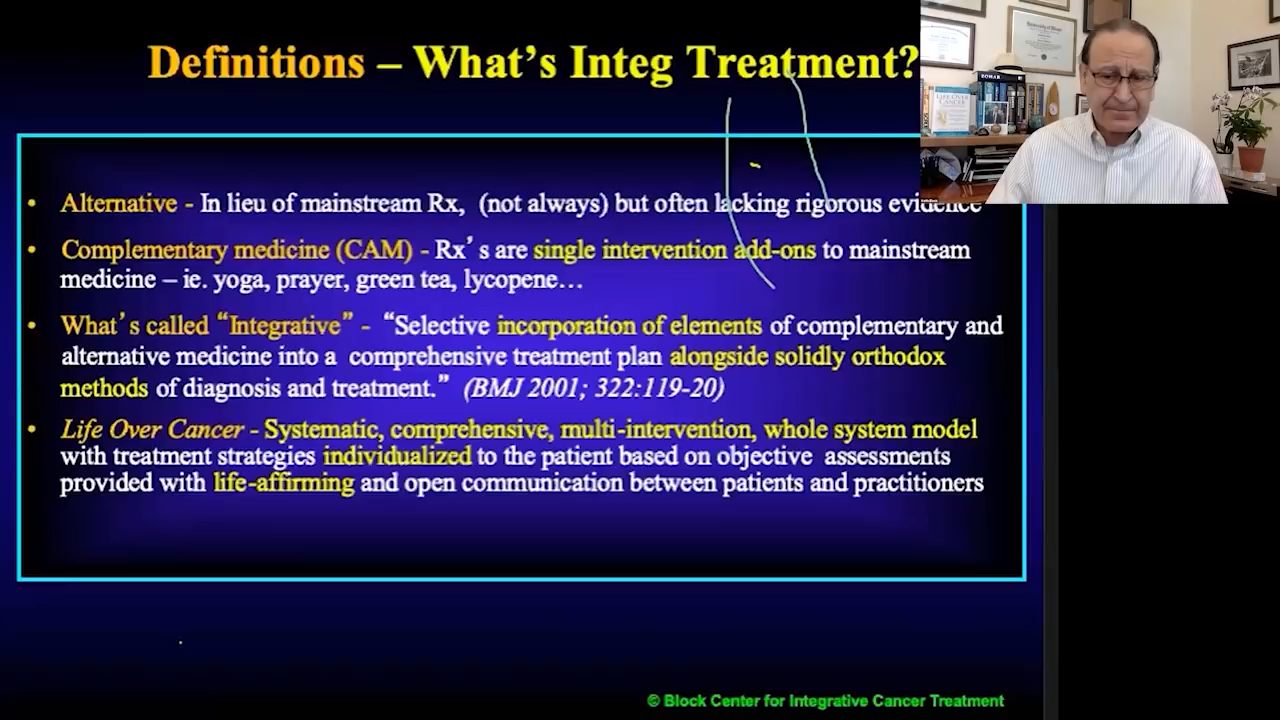 Definitions – What’s Integ Treatment?
• Alternative - In lieu of mainstream Rx, (not always) but often lacking rigorous evidence
• Complementary medicine (CAM) - Rx’s are single intervention add-ons to mainstream
medicine – ie. yoga, prayer, green tea, lycopene…
• What’s called “Integrative” - “Selective incorporation of elements of complementary and
alternative medicine into a comprehensive treatment plan alongside solidly orthodox
methods of diagnosis and treatment.” (BMJ 2001; 322:119-20)
• Life Over Cancer - Systematic, comprehensive, multi-intervention, whole system model
with treatment strategies individualized to the patient based on objective assessments
provided with life-affirming and open communication between patients and practitioners
© Block Center for Integrative Cancer Treatment
LIFE OVER
CANCER